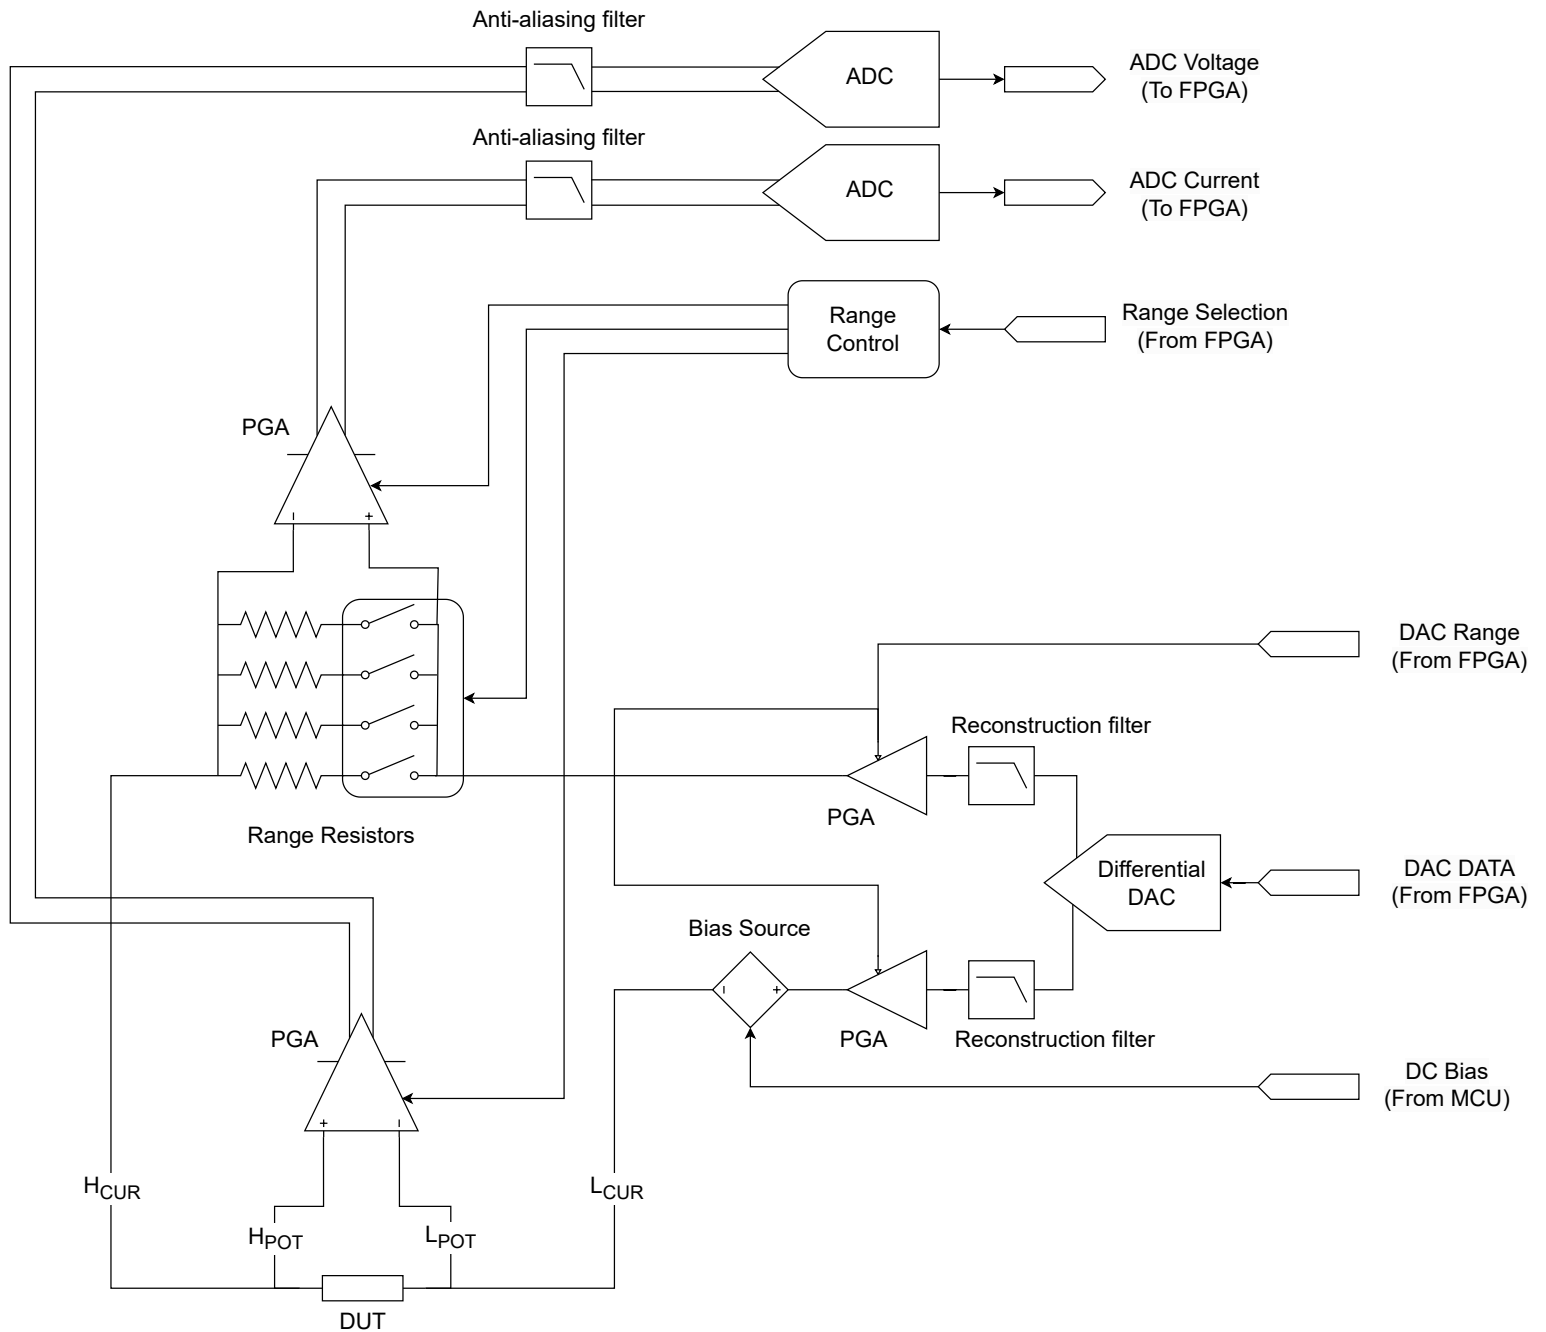 Anti-aliasing filter
ADC
ADC Voltage
(To FPGA)
Anti-aliasing filter
ADC
ADC Current
(To FPGA)
Range
Control
Range Selection
(From FPGA)
PGA
- +
Range Resistors
DAC Range
(From FPGA)
Reconstruction filter
PGA
Differential
DAC
DAC DATA
(From FPGA)
Bias Source
- +
PGA
Reconstruction filter
DC Bias
(From MCU)
PGA
+ -
HCUR
HPOT
LPOT
LCUR
DUT